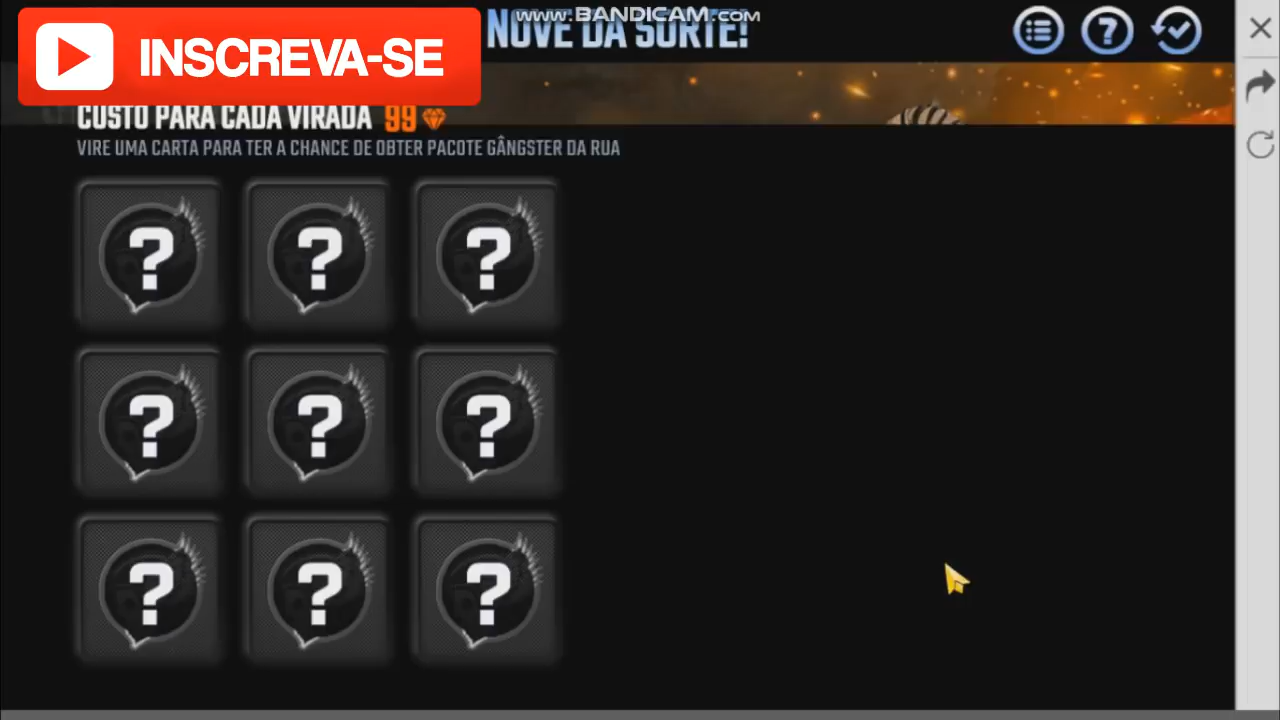 www.BANDICAM.com
INSCREVA-SE
NOVE DA SORTE!
?
CUSTO PARA CADA VIRADA 99
VIRE UMA CARTA PARA TER A CHANCE DE OBTER PACOTE GÂNGSTER DA RUA
? ? ?
? ? ?
? ? ?